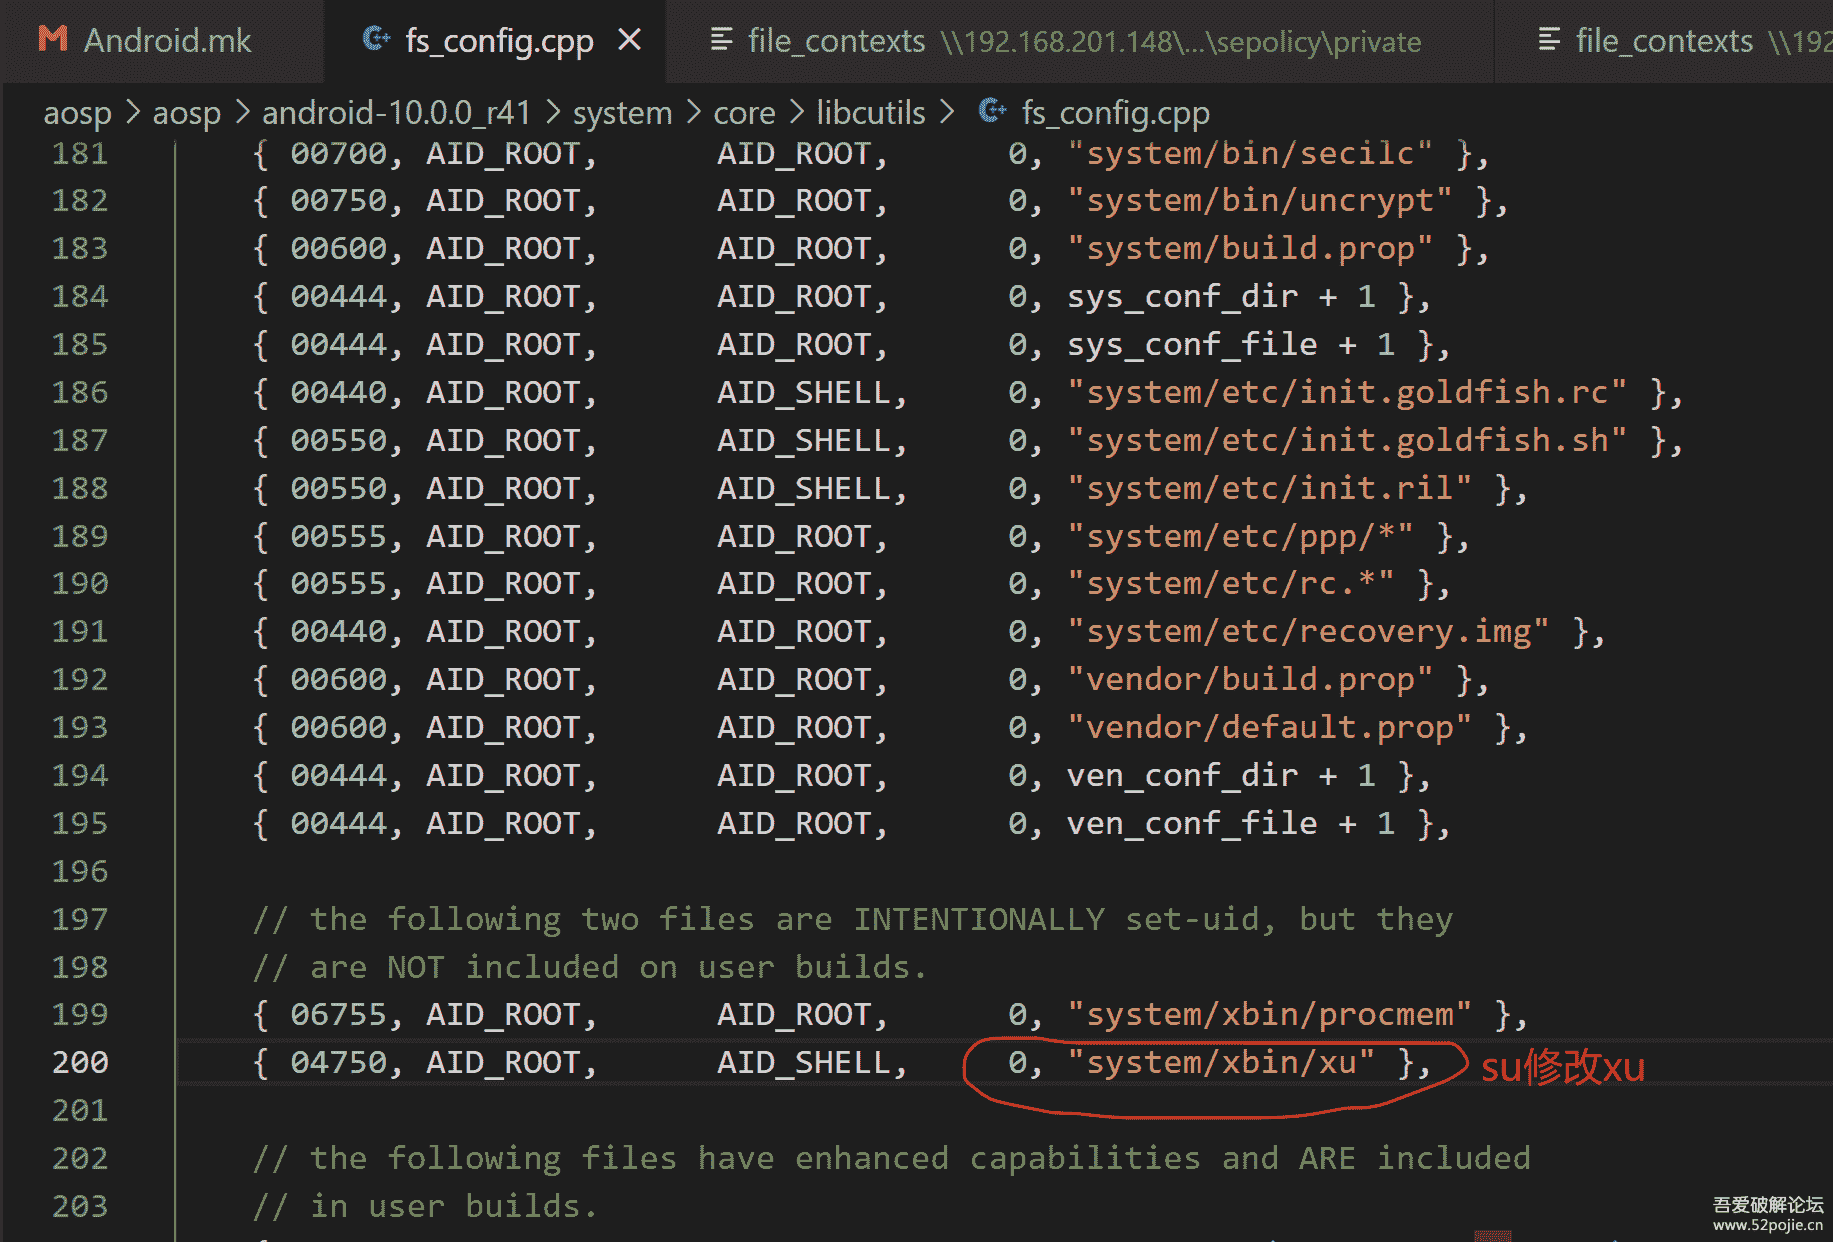 Android.mk fs_config.cpp file_contexts \\192.168.201.148\...\sepolicy\private file_contexts \\192
aosp > aosp > android-10.0.0_r41 > system > core > libcutils > fs_config.cpp
181 { 00700, AID_ROOT, AID_ROOT, 0, "system/bin/secilc" },
182 { 00750, AID_ROOT, AID_ROOT, 0, "system/bin/uncrypt" },
183 { 00600, AID_ROOT, AID_ROOT, 0, "system/build.prop" },
184 { 00444, AID_ROOT, AID_ROOT, 0, sys_conf_dir + 1 },
185 { 00444, AID_ROOT, AID_ROOT, 0, sys_conf_file + 1 },
186 { 00440, AID_ROOT, AID_SHELL, 0, "system/etc/init.goldfish.rc" },
187 { 00550, AID_ROOT, AID_SHELL, 0, "system/etc/init.goldfish.sh" },
188 { 00550, AID_ROOT, AID_SHELL, 0, "system/etc/init.ril" },
189 { 00555, AID_ROOT, AID_ROOT, 0, "system/etc/ppp/*" },
190 { 00555, AID_ROOT, AID_ROOT, 0, "system/etc/rc.*" },
191 { 00440, AID_ROOT, AID_ROOT, 0, "system/etc/recovery.img" },
192 { 00600, AID_ROOT, AID_ROOT, 0, "vendor/build.prop" },
193 { 00600, AID_ROOT, AID_ROOT, 0, "vendor/default.prop" },
194 { 00444, AID_ROOT, AID_ROOT, 0, ven_conf_dir + 1 },
195 { 00444, AID_ROOT, AID_ROOT, 0, ven_conf_file + 1 },
196
197 // the following two files are INTENTIONALLY set-uid, but they
198 // are NOT included on user builds.
199 { 06755, AID_ROOT, AID_ROOT, 0, "system/xbin/procmem" },
200 { 04750, AID_ROOT, AID_SHELL, 0, "system/xbin/xu" }, su修改xu
201
202 // the following files have enhanced capabilities and ARE included
203 // in user builds.
吾爱破解论坛
www.52pojie.cn